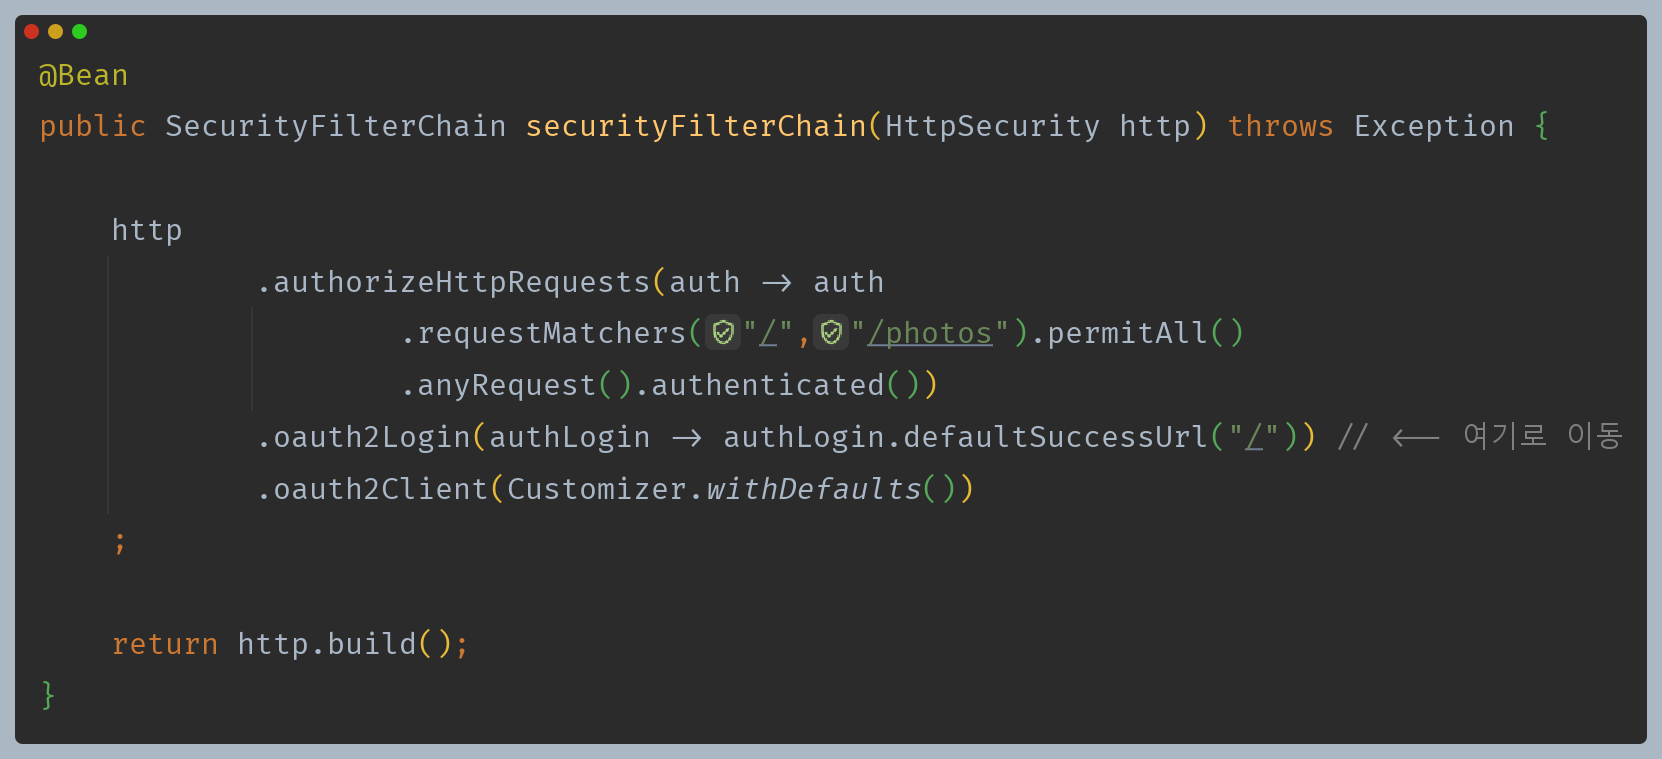 @Bean
public SecurityFilterChain securityFilterChain(HttpSecurity http) throws Exception {
http
.authorizeHttpRequests(auth -> auth
.requestMatchers("/","/photos").permitAll()
.anyRequest().authenticated())
.oauth2Login(authLogin -> authLogin.defaultSuccessUrl("/")) // <-- 여기로 이동
.oauth2Client(Customizer.withDefaults())
;
return http.build();
}